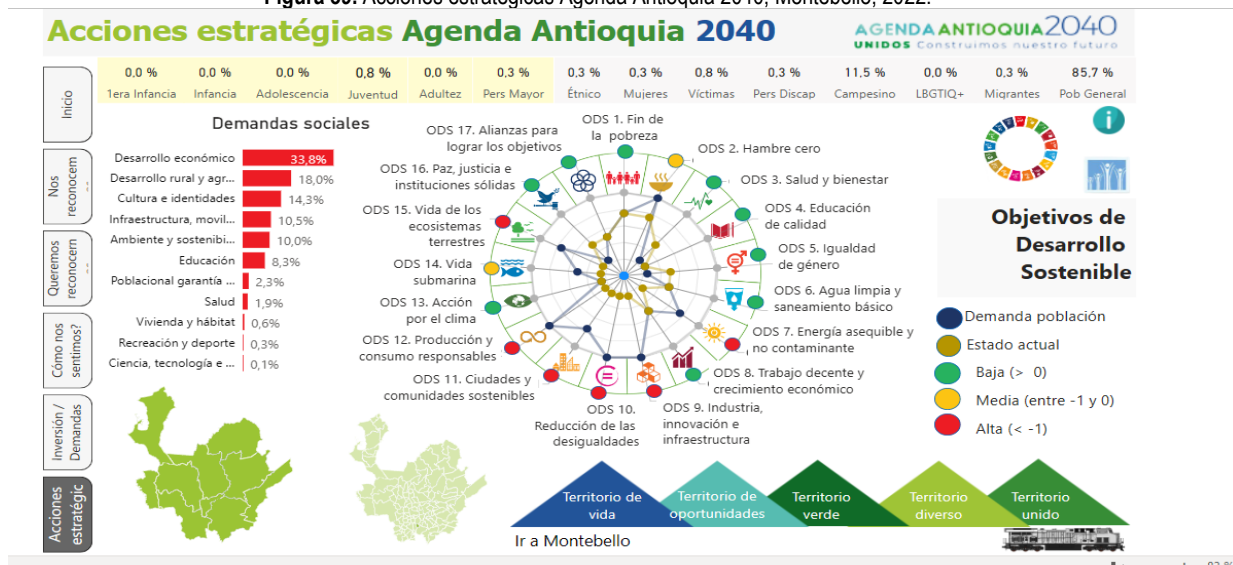 Figura 39. Acciones estratégicas Agenda Antioquia 2040, Montebello, 2022.
Acciones estratégicas Agenda Antioquia 2040
AGENDA ANTIOQUIA 2040
UNIDOS Construimos nuestro futuro
0,0 % 0,0 % 0,0 % 0,8 % 0,0 % 0,3 % 0,3 % 0,3 % 0,8 % 0,3 % 11,5 % 0,0 % 0,3 % 85,7 %
1era Infancia Infancia Adolescencia Juventud Adultez Pers Mayor Étnico Mujeres Víctimas Pers Discap Campesino LBGTIQ+ Migrantes Pob General
Inicio
Nos
reconocem
Queremos
reconocern
Cómo nos
sentimos?
Inversión /
Demandas
Acciones
estratégic
Demandas sociales
Desarrollo económico 33,8%
Desarrollo rural y agr... 18,0%
Cultura e identidades 14,3%
Infraestructura, movil... 10,5%
Ambiente y sostenibi... 10,0%
Educación 8,3%
Poblacional garantía ... 2,3%
Salud 1,9%
Vivienda y hábitat 0,6%
Recreación y deporte 0,3%
Ciencia, tecnología e ... 0,1%
ODS 1. Fin de
la pobreza
ODS 2. Hambre cero
ODS 3. Salud y bienestar
ODS 4. Educación
de calidad
ODS 5. Igualdad
de género
ODS 6. Agua limpia y
saneamiento básico
ODS 7. Energía asequible y
no contaminante
ODS 8. Trabajo decente y
crecimiento económico
ODS 9. Industria,
innovación e
infraestructura
ODS 10.
Reducción de las
desigualdades
ODS 11. Ciudades y
comunidades sostenibles
ODS 12. Producción y
consumo responsables
ODS 13. Acción
por el clima
ODS 14. Vida
submarina
ODS 15. Vida de los
ecosistemas
terrestres
ODS 16. Paz, justicia e
instituciones sólidas
ODS 17. Alianzas para
lograr los objetivos
Objetivos de
Desarrollo
Sostenible
Demanda población
Estado actual
Baja (> 0)
Media (entre -1 y 0)
Alta (< -1)
Territorio de
vida
Territorio de
oportunidades
Territorio
verde
Territorio
diverso
Territorio
unido
Ir a Montebello